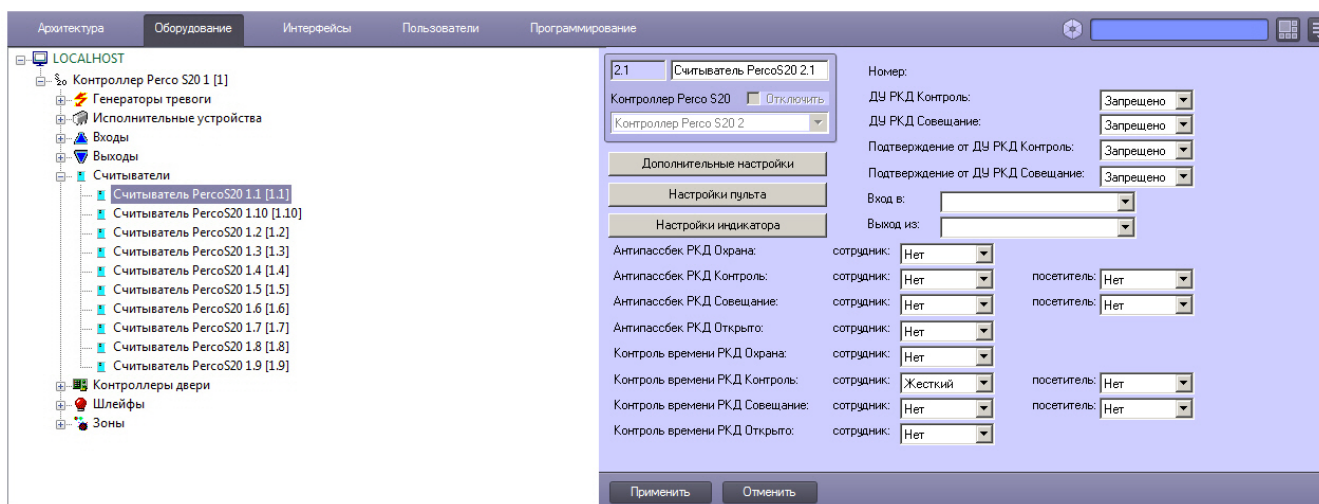 Архитектура Оборудование Интерфейсы Пользователи Программирование
LOCALHOST
Контроллер Perco S20 1 [1]
Генераторы тревоги
Исполнительные устройства
Входы
Выходы
Считыватели
Считыватель PercoS20 1.1 [1.1]
Считыватель PercoS20 1.10 [1.10]
Считыватель PercoS20 1.2 [1.2]
Считыватель PercoS20 1.3 [1.3]
Считыватель PercoS20 1.4 [1.4]
Считыватель PercoS20 1.5 [1.5]
Считыватель PercoS20 1.6 [1.6]
Считыватель PercoS20 1.7 [1.7]
Считыватель PercoS20 1.8 [1.8]
Считыватель PercoS20 1.9 [1.9]
Контроллеры двери
Шлейфы
Зоны
2.1 Считыватель PercoS20 2.1
Контроллер Perco S20 Отключить
Контроллер Perco S20 2
Дополнительные настройки
Настройки пульта
Настройки индикатора
Номер:
ДУ РКД Контроль: Запрещено
ДУ РКД Совещание: Запрещено
Подтверждение от ДУ РКД Контроль: Запрещено
Подтверждение от ДУ РКД Совещание: Запрещено
Вход в:
Выход из:
Антипассбек РКД Охрана: сотрудник: Нет
Антипассбек РКД Контроль: сотрудник: Нет посетитель: Нет
Антипассбек РКД Совещание: сотрудник: Нет посетитель: Нет
Антипассбек РКД Открыто: сотрудник: Нет
Контроль времени РКД Охрана: сотрудник: Нет
Контроль времени РКД Контроль: сотрудник: Жесткий посетитель: Нет
Контроль времени РКД Совещание: сотрудник: Нет посетитель: Нет
Контроль времени РКД Открыто: сотрудник: Нет
Применить Отменить